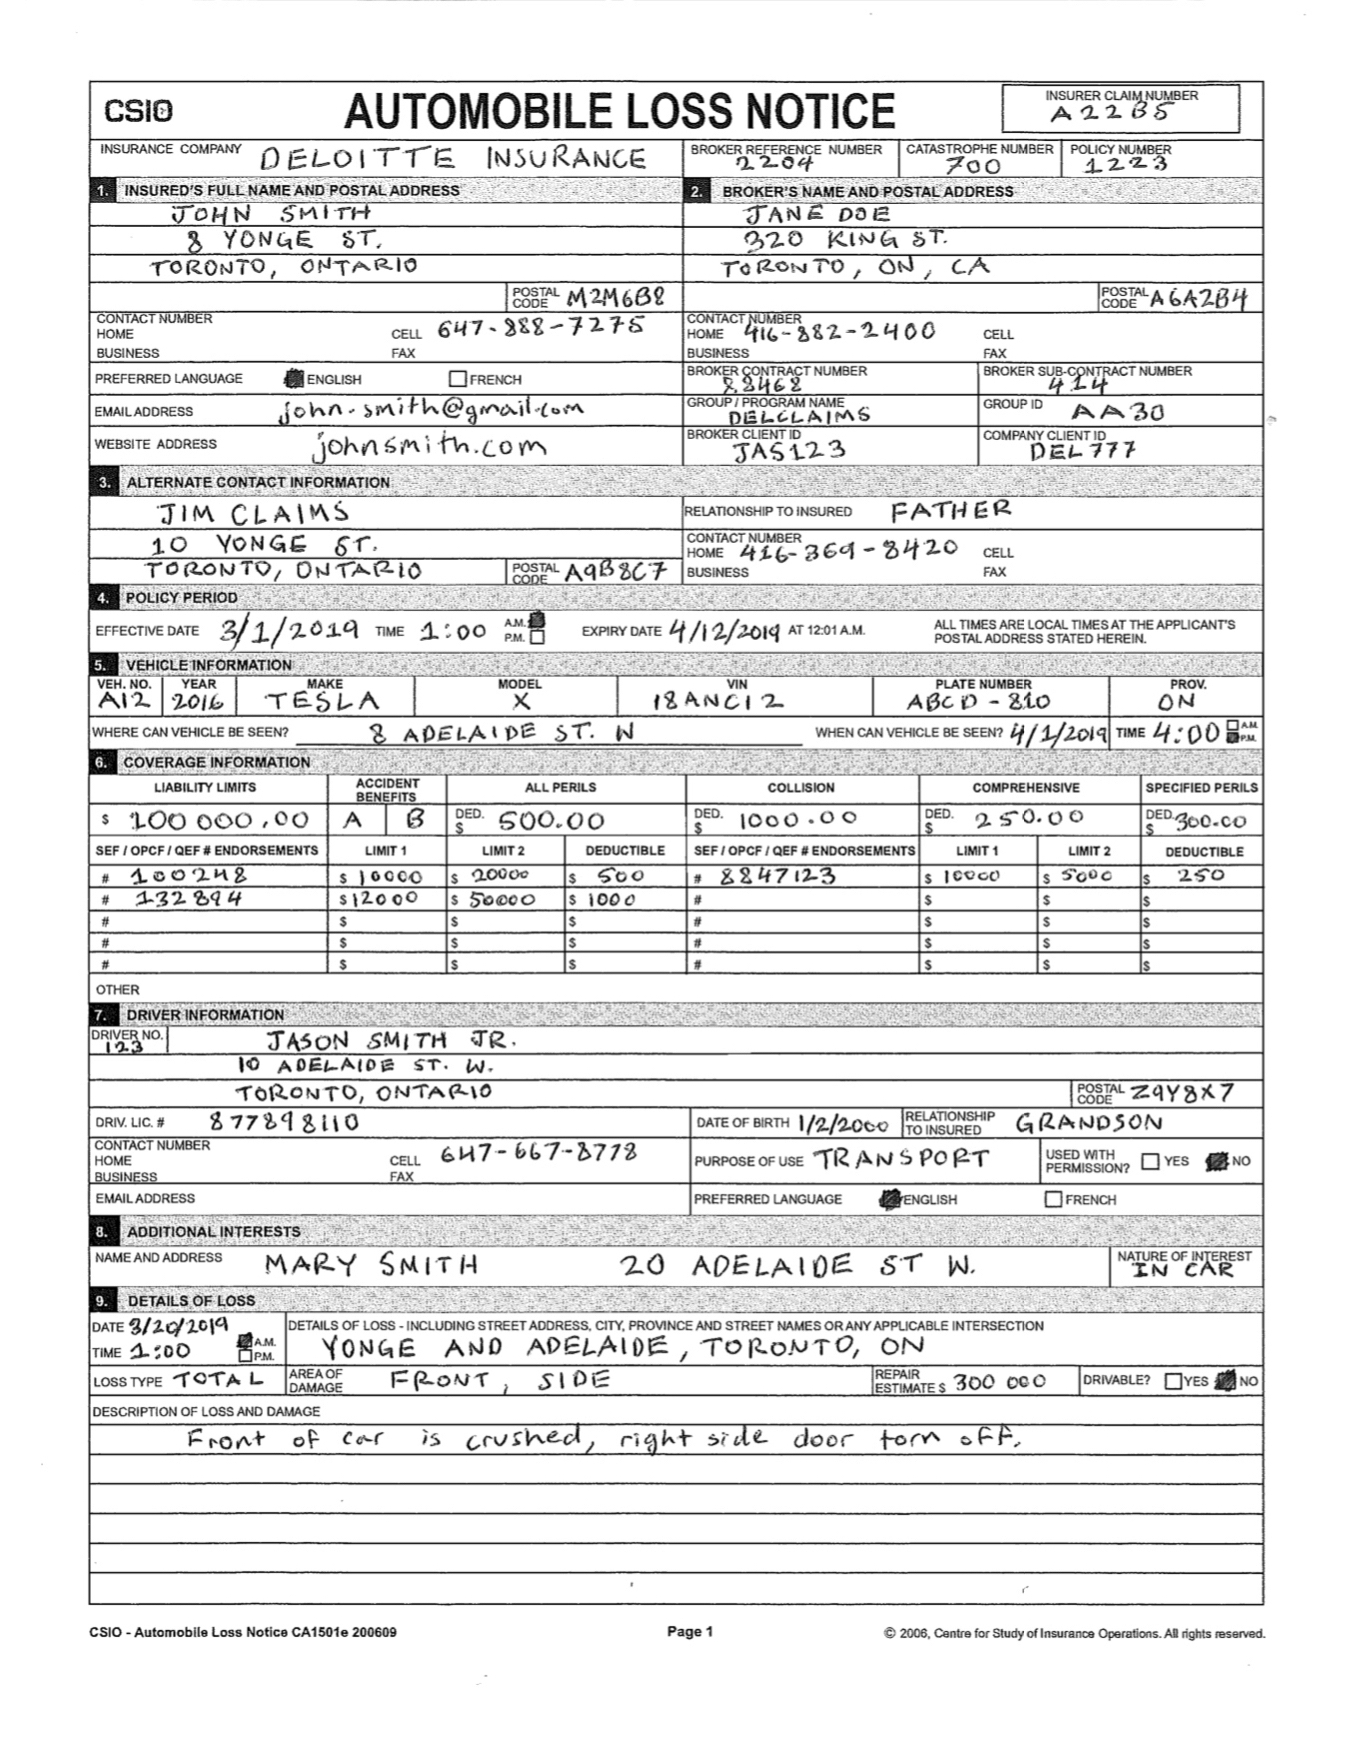 CSIO AUTOMOBILE LOSS NOTICE INSURER CLAIM NUMBER
A22B5
INSURANCE COMPANY DELOITTE INSURANCE BROKER REFERENCE NUMBER 2204 CATASTROPHE NUMBER 700 POLICY NUMBER 1223
1. INSURED'S FULL NAME AND POSTAL ADDRESS 2. BROKER'S NAME AND POSTAL ADDRESS
JOHN SMITH JANE DOE
8 YONGE ST. 320 KING ST.
TORONTO, ONTARIO TORONTO, ON, CA
POSTAL CODE M2M6B8 POSTAL CODE A6A2B4
CONTACT NUMBER CONTACT NUMBER
HOME CELL 647-888-7275 HOME 416-882-2400 CELL
BUSINESS FAX BUSINESS FAX
PREFERRED LANGUAGE ENGLISH FRENCH BROKER CONTRACT NUMBER 88468 BROKER SUB-CONTRACT NUMBER 414
EMAIL ADDRESS john.smith@gmail.com GROUP / PROGRAM NAME DELCLAIMS GROUP ID AA30
WEBSITE ADDRESS johnsmith.com BROKER CLIENT ID JAS123 COMPANY CLIENT ID DEL777
3. ALTERNATE CONTACT INFORMATION
JIM CLAIMS RELATIONSHIP TO INSURED FATHER
10 YONGE ST. CONTACT NUMBER HOME 416-369-8420 CELL
TORONTO, ONTARIO POSTAL CODE A9B8C7 BUSINESS FAX
4. POLICY PERIOD
EFFECTIVE DATE 3/1/2019 TIME 1:00 A.M. P.M. EXPIRY DATE 4/12/2019 AT 12:01 A.M. ALL TIMES ARE LOCAL TIMES AT THE APPLICANT'S POSTAL ADDRESS STATED HEREIN.
5. VEHICLE INFORMATION
VEH. NO. YEAR MAKE MODEL VIN PLATE NUMBER PROV.
A12 2016 TESLA X 18ANC12 ABCD-810 ON
WHERE CAN VEHICLE BE SEEN? 8 ADELAIDE ST. W WHEN CAN VEHICLE BE SEEN? 4/1/2019 TIME 4:00 A.M. P.M.
6. COVERAGE INFORMATION
LIABILITY LIMITS ACCIDENT BENEFITS ALL PERILS COLLISION COMPREHENSIVE SPECIFIED PERILS
$ 100 000.00 A B DED. $ 500.00 DED. $ 1000.00 DED. $ 250.00 DED. $ 300.00
SEF / OPCF / QEF # ENDORSEMENTS LIMIT 1 LIMIT 2 DEDUCTIBLE SEF / OPCF / QEF # ENDORSEMENTS LIMIT 1 LIMIT 2 DEDUCTIBLE
# 100248 $ 10000 $ 20000 $ 500 # 8847123 $ 10000 $ 5000 $ 250
# 132894 $ 12000 $ 50000 $ 1000 # $ $ $
# $ $ $ # $ $ $
# $ $ $ # $ $ $
# $ $ $ # $ $ $
OTHER
7. DRIVER INFORMATION
DRIVER NO. 123 JASON SMITH JR.
10 ADELAIDE ST. W.
TORONTO, ONTARIO POSTAL CODE Z9Y8X7
DRIV. LIC. # 877898110 DATE OF BIRTH 1/2/2000 RELATIONSHIP TO INSURED GRANDSON
CONTACT NUMBER
HOME CELL 647-667-8778 PURPOSE OF USE TRANSPORT USED WITH PERMISSION? YES NO
BUSINESS FAX
EMAIL ADDRESS PREFERRED LANGUAGE ENGLISH FRENCH
8. ADDITIONAL INTERESTS
NAME AND ADDRESS MARY SMITH 20 ADELAIDE ST W. NATURE OF INTEREST IN CAR
9. DETAILS OF LOSS
DATE 3/20/2019 DETAILS OF LOSS - INCLUDING STREET ADDRESS, CITY, PROVINCE AND STREET NAMES OR ANY APPLICABLE INTERSECTION
TIME 1:00 A.M. P.M. YONGE AND ADELAIDE, TORONTO, ON
LOSS TYPE TOTAL AREA OF DAMAGE FRONT, SIDE REPAIR ESTIMATE $ 300 000 DRIVABLE? YES NO
DESCRIPTION OF LOSS AND DAMAGE
Front of car is crushed, right side door torn off.
CSIO - Automobile Loss Notice CA1501e 200609 Page 1 © 2006, Centre for Study of Insurance Operations. All rights reserved.